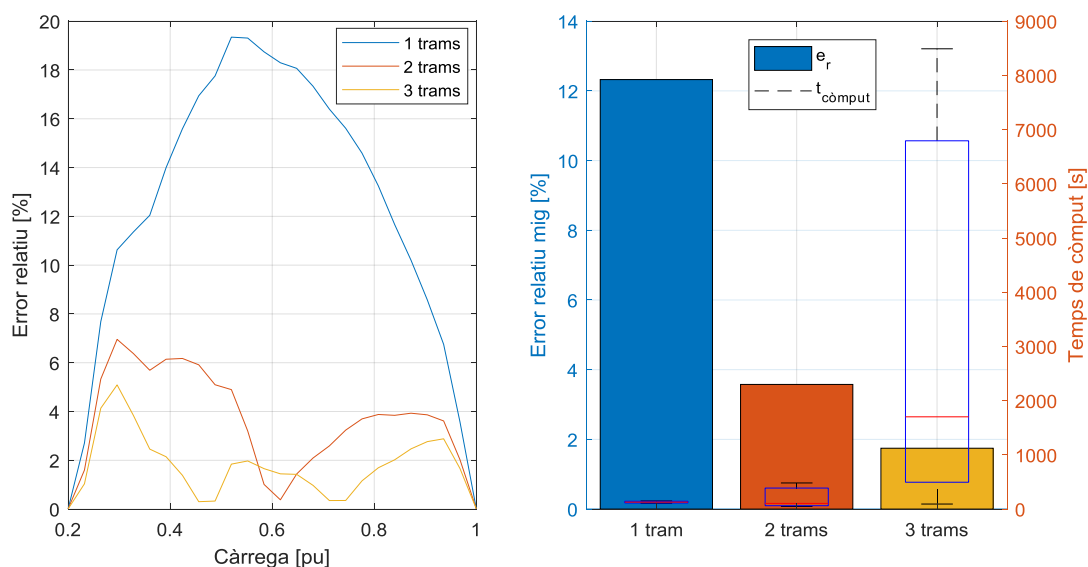 20
18
16
14
12
10
8
6
4
2
0
Error relatiu [%]
1 trams
2 trams
3 trams
0.2
0.4
0.6
0.8
1
Càrrega [pu]
14
12
10
8
6
4
2
0
Error relatiu mig [%]
e_r
t_còmput
9000
8000
7000
6000
5000
4000
3000
2000
1000
0
Temps de còmput [s]
1 tram
2 trams
3 trams